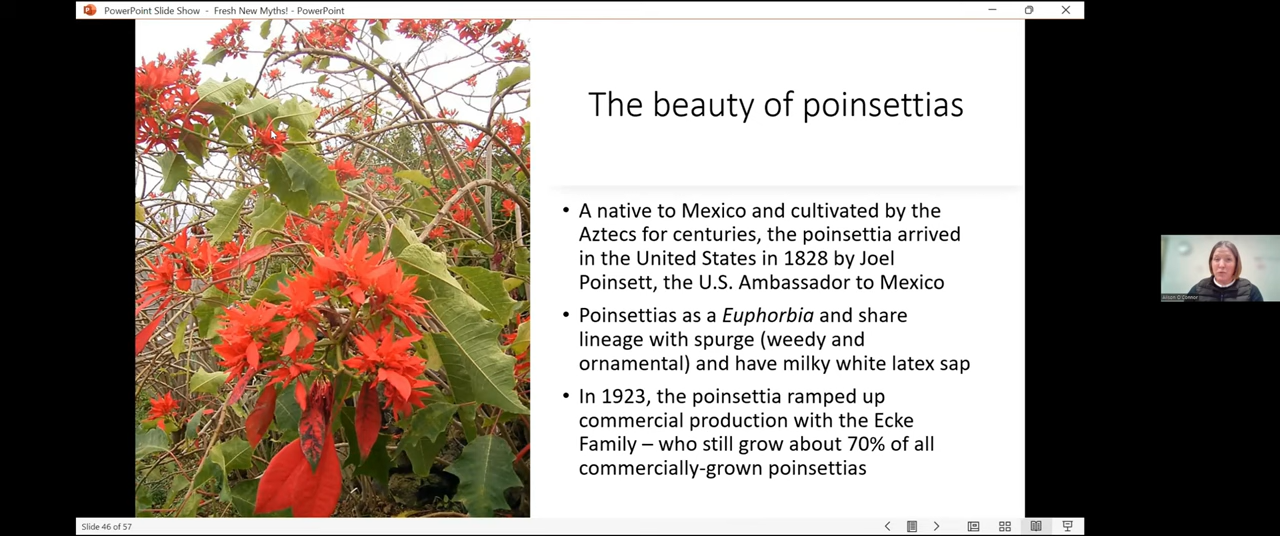 PowerPoint Slide Show - Fresh New Myths! - PowerPoint
The beauty of poinsettias
• A native to Mexico and cultivated by the
Aztecs for centuries, the poinsettia arrived
in the United States in 1828 by Joel
Poinsett, the U.S. Ambassador to Mexico
• Poinsettias as a Euphorbia and share
lineage with spurge (weedy and
ornamental) and have milky white latex sap
• In 1923, the poinsettia ramped up
commercial production with the Ecke
Family – who still grow about 70% of all
commercially-grown poinsettias
Alison O Connor
Slide 46 of 57